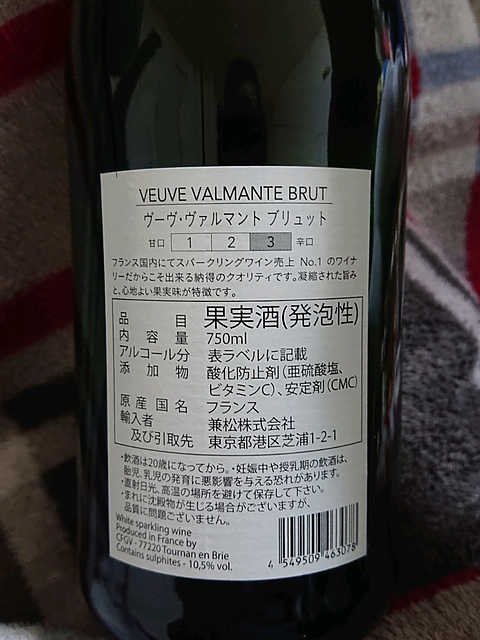 VEUVE VALMANTE BRUT
ヴーヴ・ヴァルマント ブリュット
甘口 1 2 3 辛口
フランス国内にてスパークリングワイン売上 No.1 のワイナ
リーだからこそ出来る納得のクオリティです。凝縮された旨み
と、心地よい果実味が特徴です。
品目 果実酒(発泡性)
内容量 750ml
アルコール分 表ラベルに記載
添加物 酸化防止剤(亜硫酸塩、
ビタミンC)、安定剤(CMC)
原産国名 フランス
輸入者 兼松株式会社
及び引取先 東京都港区芝浦1-2-1
・飲酒は20歳になってから。・妊娠中や授乳期の飲酒は、
胎児、乳児の発育に悪影響を与える恐れがあります。
・直射日光、高温の場所を避けて保存して下さい。
・まれに沈殿物が生じる場合がございますが、
品質に問題ございません。
White sparkling wine
Produced in France by
CFGV - 77220 Tournan en Brie
Contains sulphites - 10,5% vol.
4 549509 463078